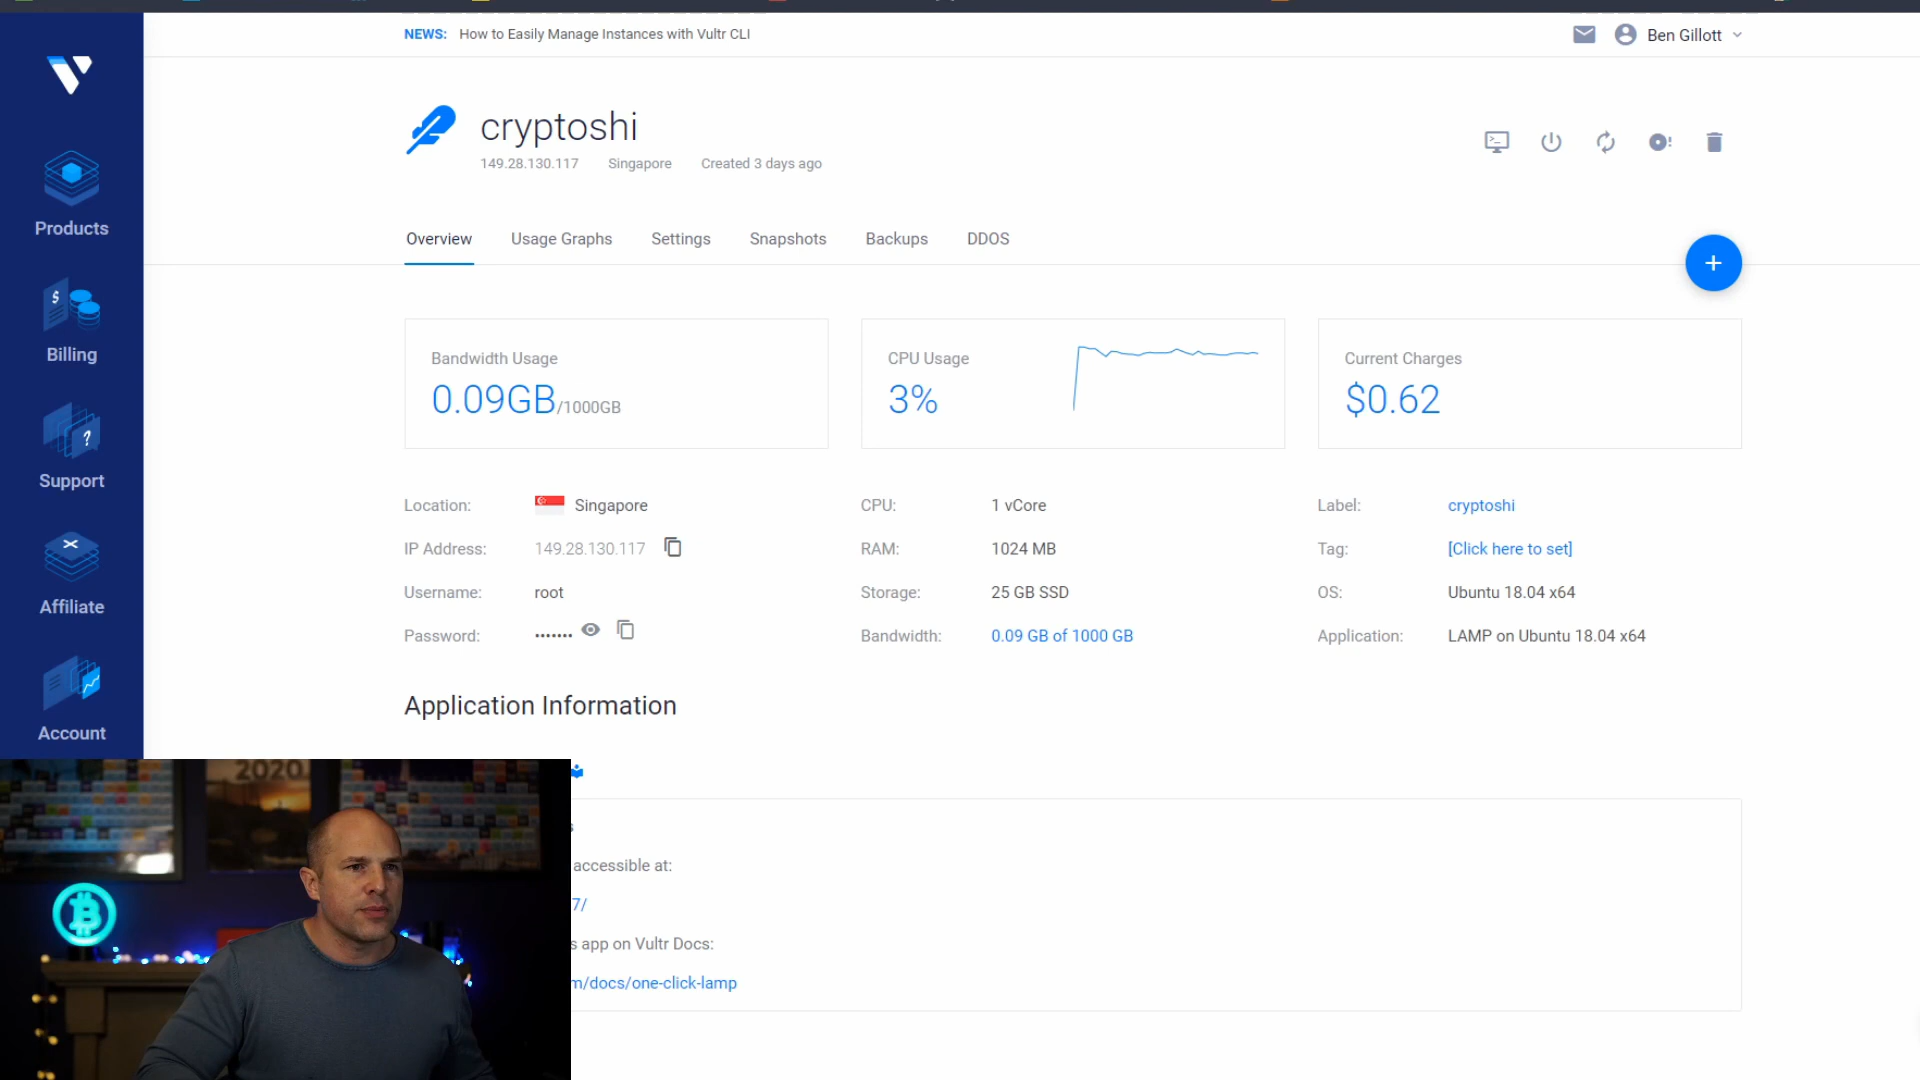 NEWS: How to Easily Manage Instances with Vultr CLI
Ben Gillott
cryptoshi
149.28.130.117 Singapore Created 3 days ago
Products
Overview Usage Graphs Settings Snapshots Backups DDOS
Billing
Bandwidth Usage
0.09GB/1000GB
CPU Usage
3%
Current Charges
$0.62
Support
Location: Singapore
IP Address: 149.28.130.117
Username: root
Password: •••••••
CPU: 1 vCore
RAM: 1024 MB
Storage: 25 GB SSD
Bandwidth: 0.09 GB of 1000 GB
Label: cryptoshi
Tag: [Click here to set]
OS: Ubuntu 18.04 x64
Application: LAMP on Ubuntu 18.04 x64
Affiliate
Account
Application Information
accessible at:
7/
s app on Vultr Docs:
m/docs/one-click-lamp
2020